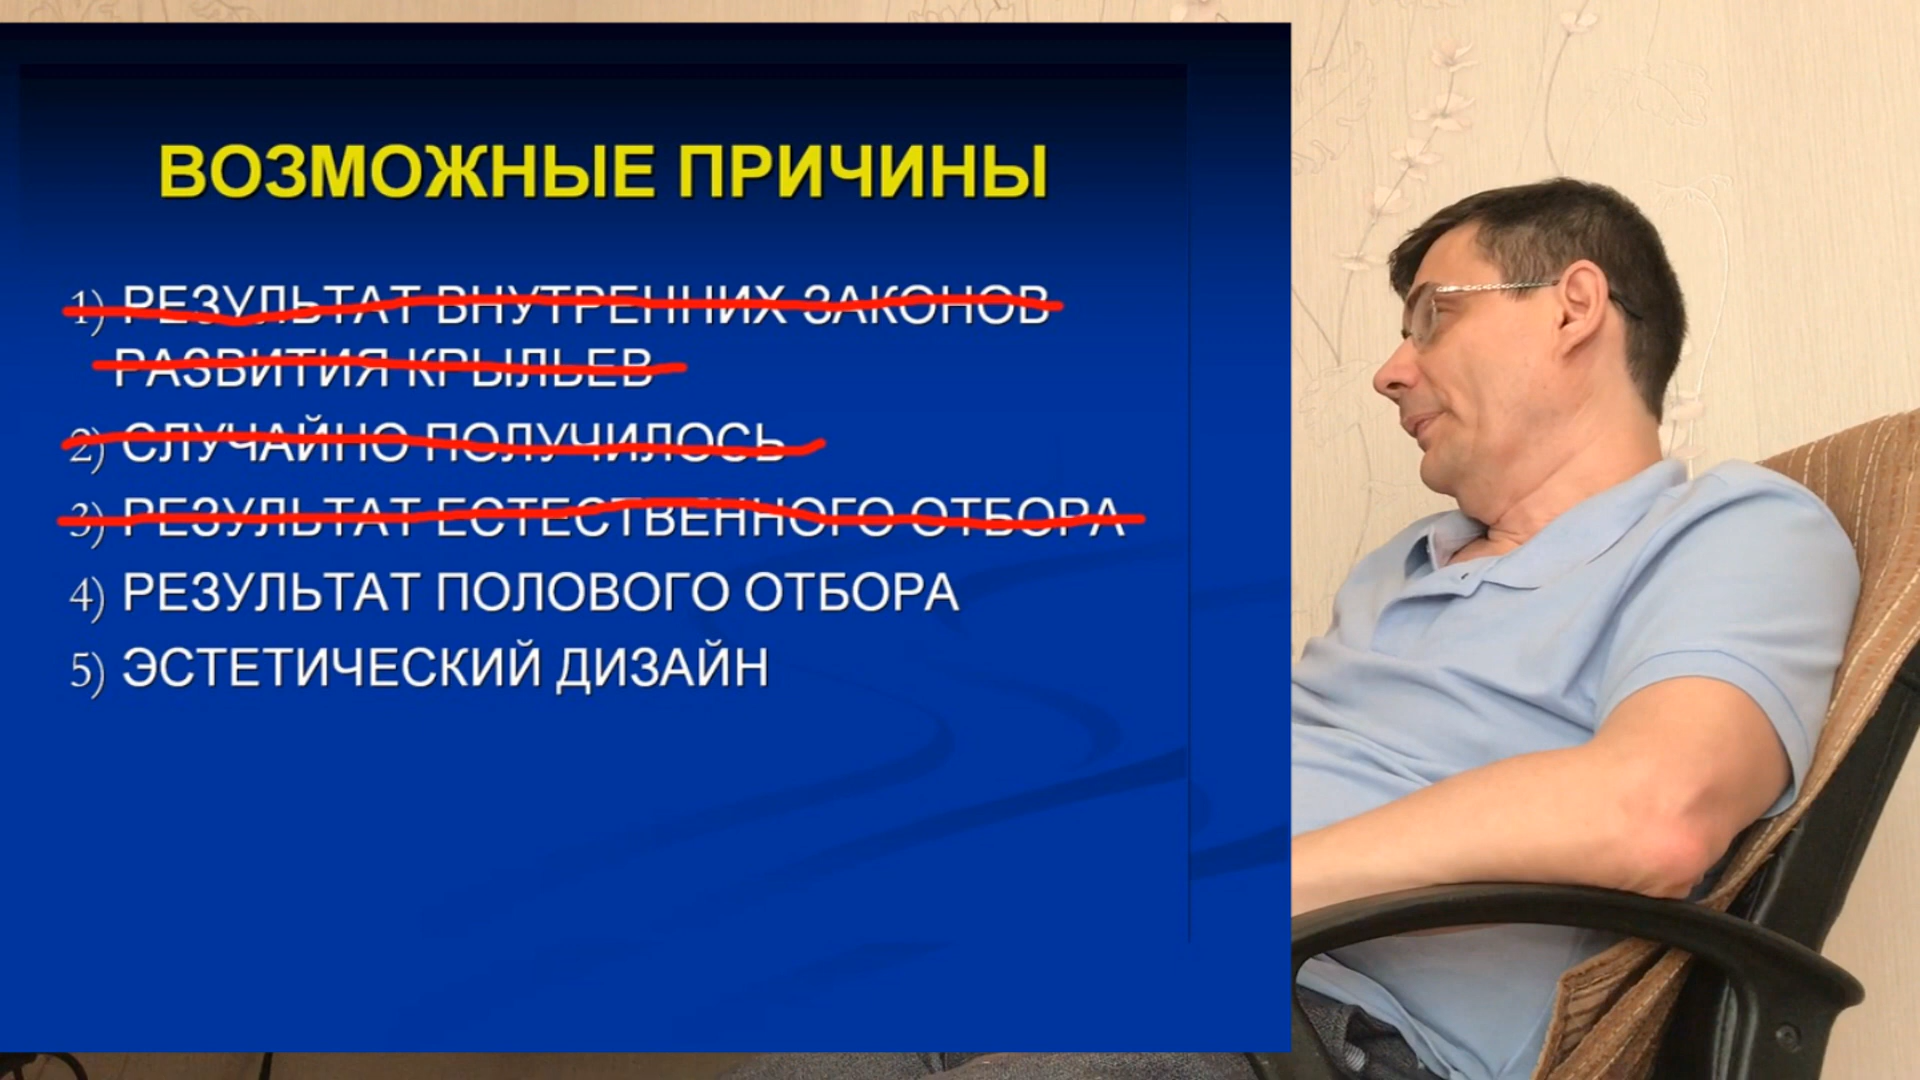 ВОЗМОЖНЫЕ ПРИЧИНЫ
1) РЕЗУЛЬТАТ ВНУТРЕННИХ ЗАКОНОВ
РАЗВИТИЯ КРЫЛЬЕВ
2) СЛУЧАЙНО ПОЛУЧИЛОСЬ
3) РЕЗУЛЬТАТ ЕСТЕСТВЕННОГО ОТБОРА
4) РЕЗУЛЬТАТ ПОЛОВОГО ОТБОРА
5) ЭСТЕТИЧЕСКИЙ ДИЗАЙН